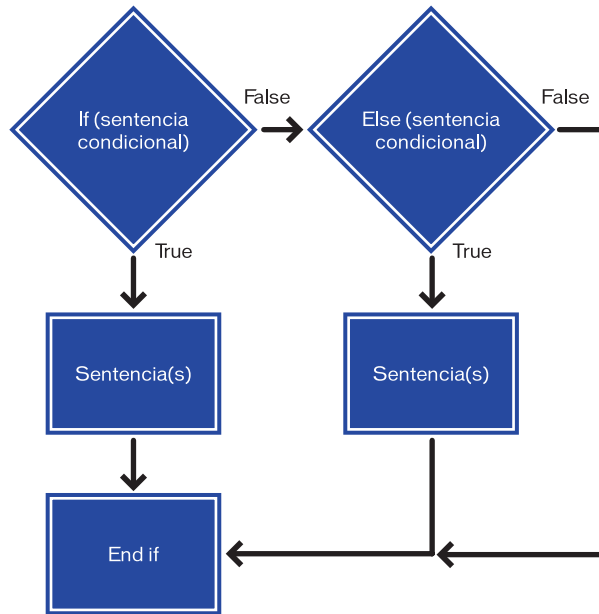 False
False
If (sentencia
condicional)
Else (sentencia
condicional)
True
True
Sentencia(s)
Sentencia(s)
End if